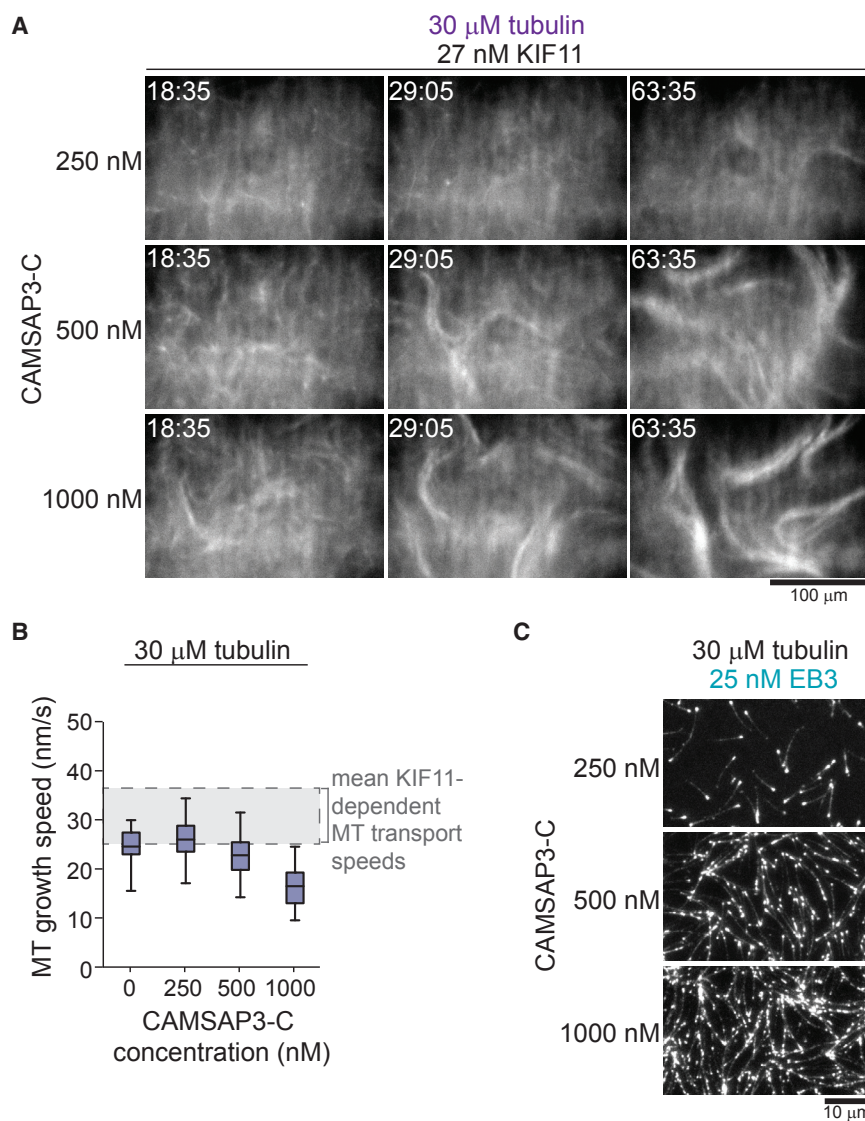 A
30 μM tubulin
27 nM KIF11
18:35 29:05 63:35
250 nM
18:35 29:05 63:35
500 nM
18:35 29:05 63:35
1000 nM
CAMSAP3-C
100 μm
B
30 μM tubulin
MT growth speed (nm/s)
50
40
30
20
10
0
mean KIF11-
dependent
MT transport
speeds
0 250 500 1000
CAMSAP3-C
concentration (nM)
C
30 μM tubulin
25 nM EB3
250 nM
500 nM
1000 nM
CAMSAP3-C
10 μm